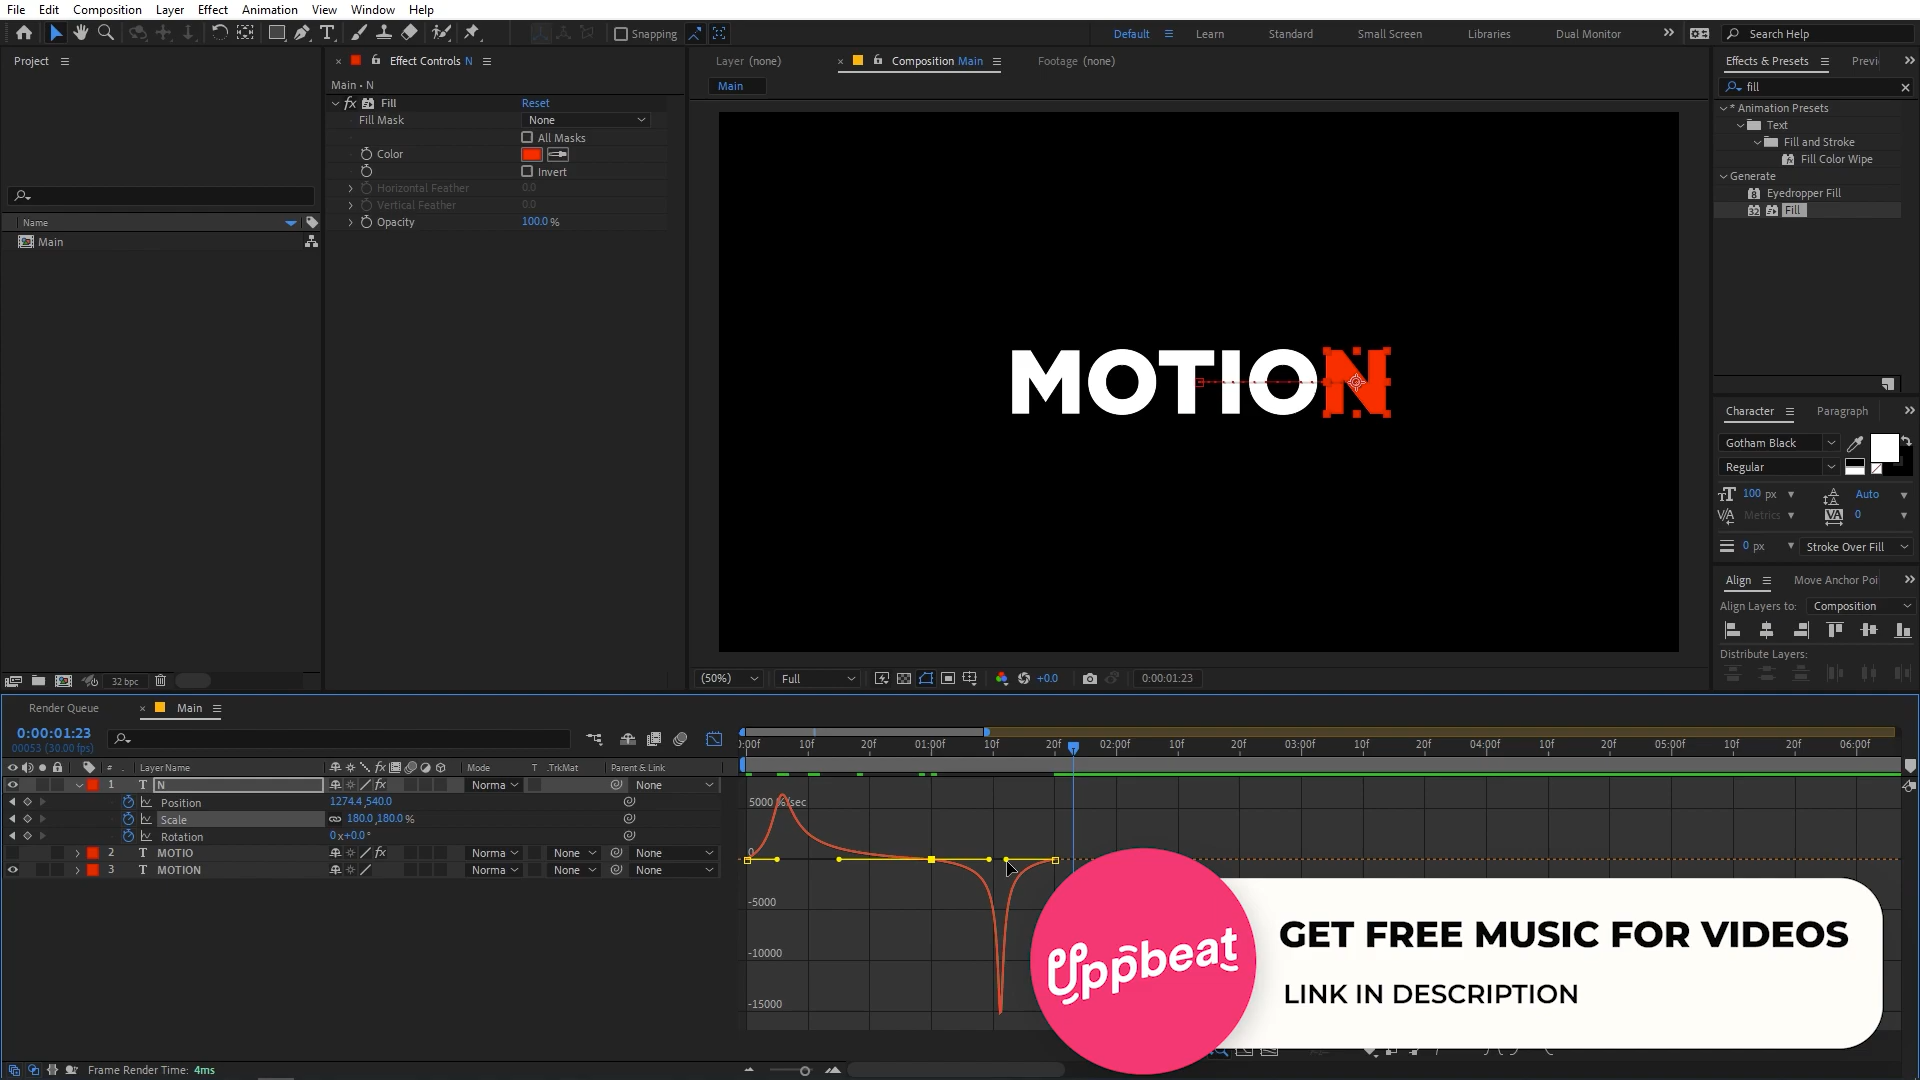 File Edit Composition Layer Effect Animation View Window Help
Snapping Default Learn Standard Small Screen Libraries Dual Monitor Search Help
Project Effect Controls N Layer (none) Composition Main Footage (none) Effects & Presets
Main • N Main fill
Fill Reset
Fill Mask None
All Masks
Color
Invert
Horizontal Feather 0.0
Vertical Feather 0.0
Opacity 100.0 %
Name
Main
* Animation Presets
Text
Fill and Stroke
Fill Color Wipe
Generate
Eyedropper Fill
Fill
MOTION
Character Paragraph
Gotham Black
Regular
100 px Auto
Metrics 0
0 px Stroke Over Fill
Align Move Anchor Poi
Align Layers to: Composition
Distribute Layers:
32 bpc (50%) Full +0.0 0:00:01:23
Render Queue Main
0:00:01:23
00053 (30.00 fps)
# Layer Name Mode T .TrkMat Parent & Link
1 T N Norma None
Position 1274.4,540.0
Scale 180.0,180.0 %
Rotation 0x+0.0°
2 T MOTIO Norma None None
3 T MOTION Norma None None
:00f 10f 20f 01:00f 10f 20f 02:00f 10f 20f 03:00f 10f 20f 04:00f 10f 20f 05:00f 10f 20f 06:00f
5000 %/sec
0
-5000
-10000
-15000
Uppbeat
GET FREE MUSIC FOR VIDEOS
LINK IN DESCRIPTION
Frame Render Time: 4ms